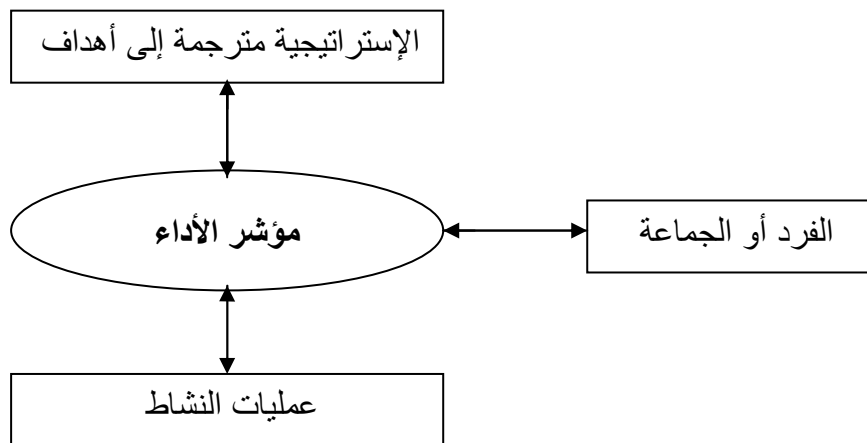 الإستراتيجية مترجمة إلى أهداف
مؤشر الأداء
الفرد أو الجماعة
عمليات النشاط